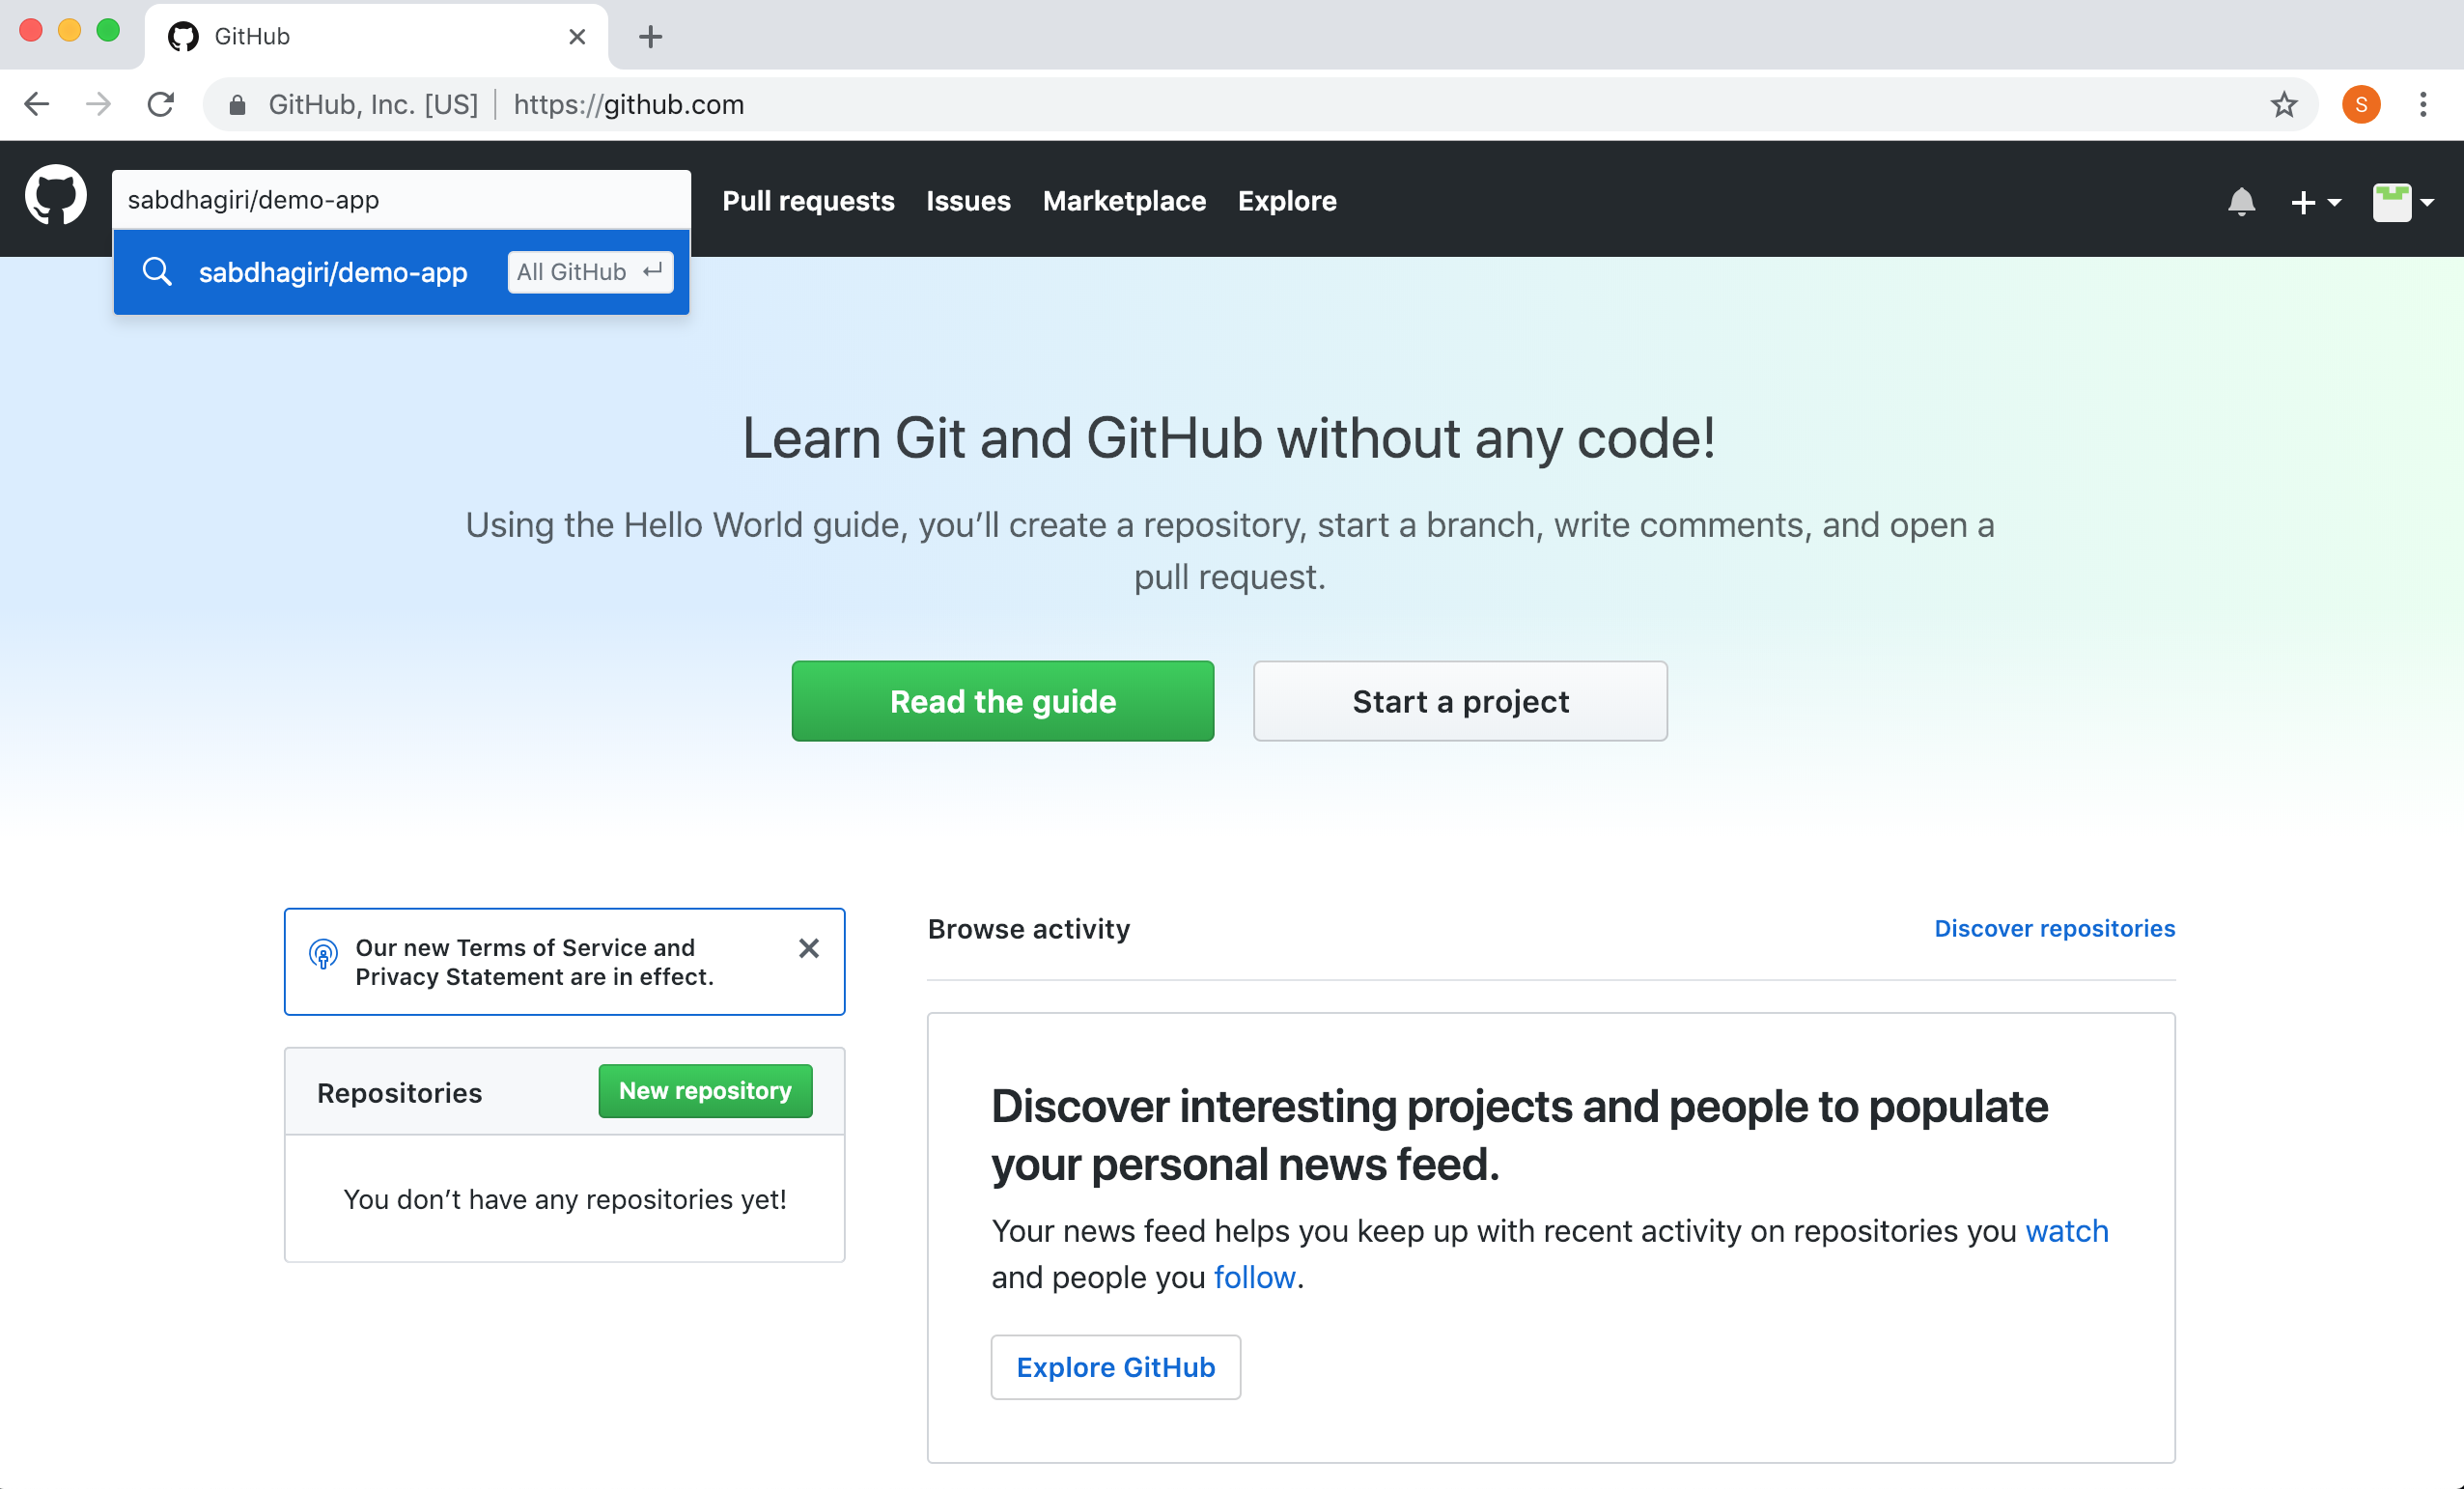 GitHub
GitHub, Inc. [US] | https://github.com
S
sabdhagiri/demo-app
Pull requests Issues Marketplace Explore
sabdhagiri/demo-app All GitHub
Learn Git and GitHub without any code!
Using the Hello World guide, you’ll create a repository, start a branch, write comments, and open a
pull request.
Read the guide
Start a project
Our new Terms of Service and
Privacy Statement are in effect.
Repositories
New repository
You don’t have any repositories yet!
Browse activity
Discover repositories
Discover interesting projects and people to populate
your personal news feed.
Your news feed helps you keep up with recent activity on repositories you watch
and people you follow.
Explore GitHub